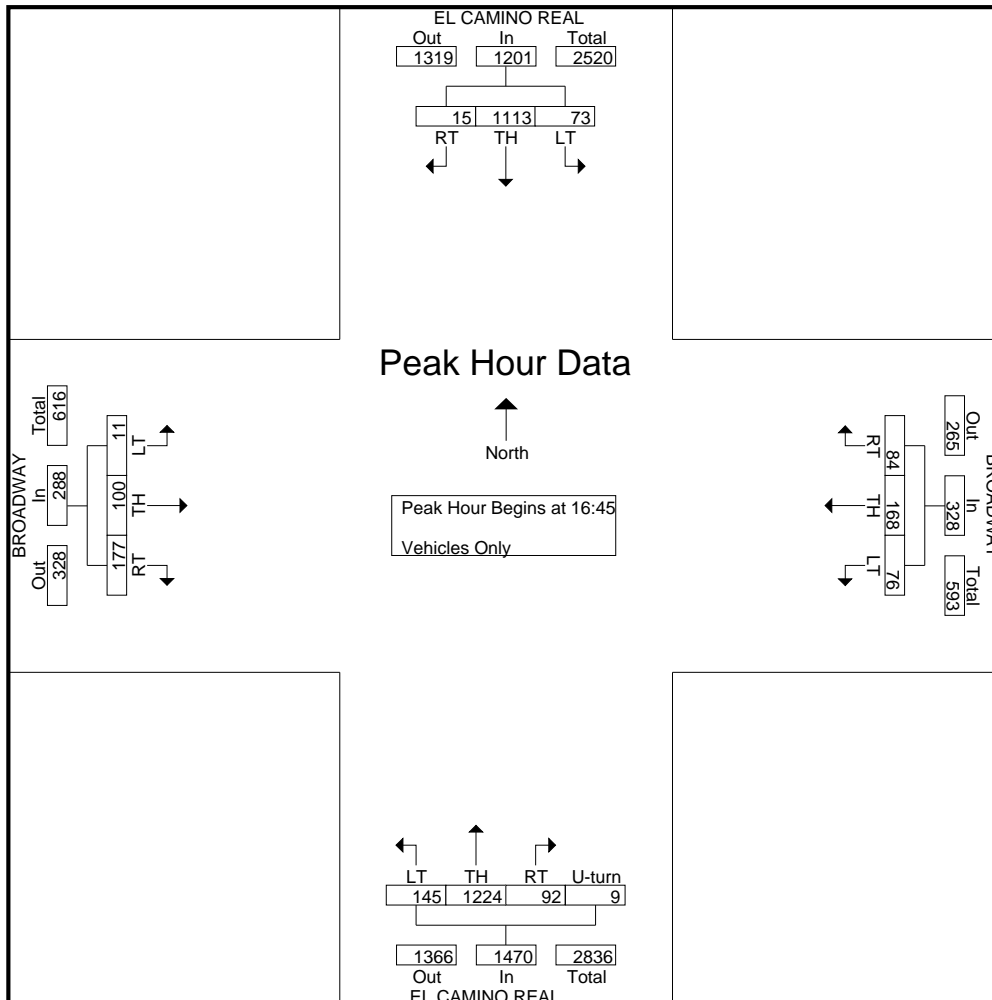 EL CAMINO REAL
Out In Total
1319 1201 2520
15 1113 73
RT TH LT
Peak Hour Data
North
Peak Hour Begins at 16:45
Vehicles Only
BROADWAY
Total In Out
616 288 328
11 100 177
LT TH RT
RT TH LT
84 168 76
Out In Total
265 328 593
BROADWAY
LT TH RT U-turn
145 1224 92 9
1366 1470 2836
Out In Total
EL CAMINO REAL